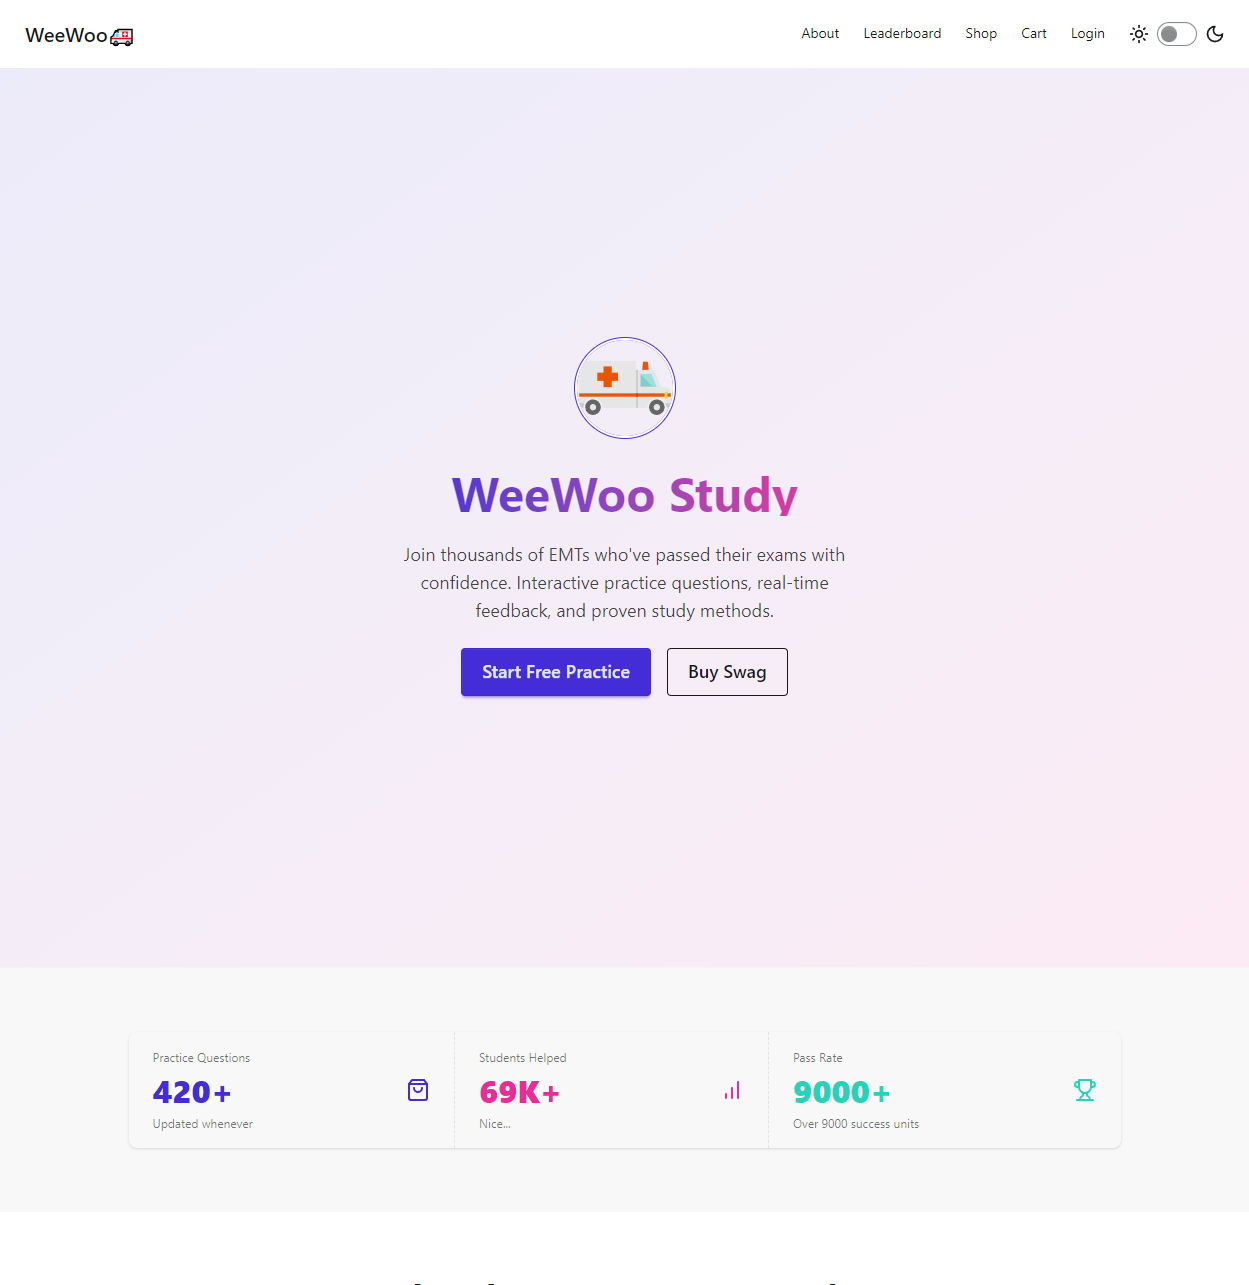 WeeWoo🚑
About
Leaderboard
Shop
Cart
Login
WeeWoo Study
Join thousands of EMTs who've passed their exams with
confidence. Interactive practice questions, real-time
feedback, and proven study methods.
Start Free Practice
Buy Swag
Practice Questions
420+
Updated whenever
Students Helped
69K+
Nice...
Pass Rate
9000+
Over 9000 success units